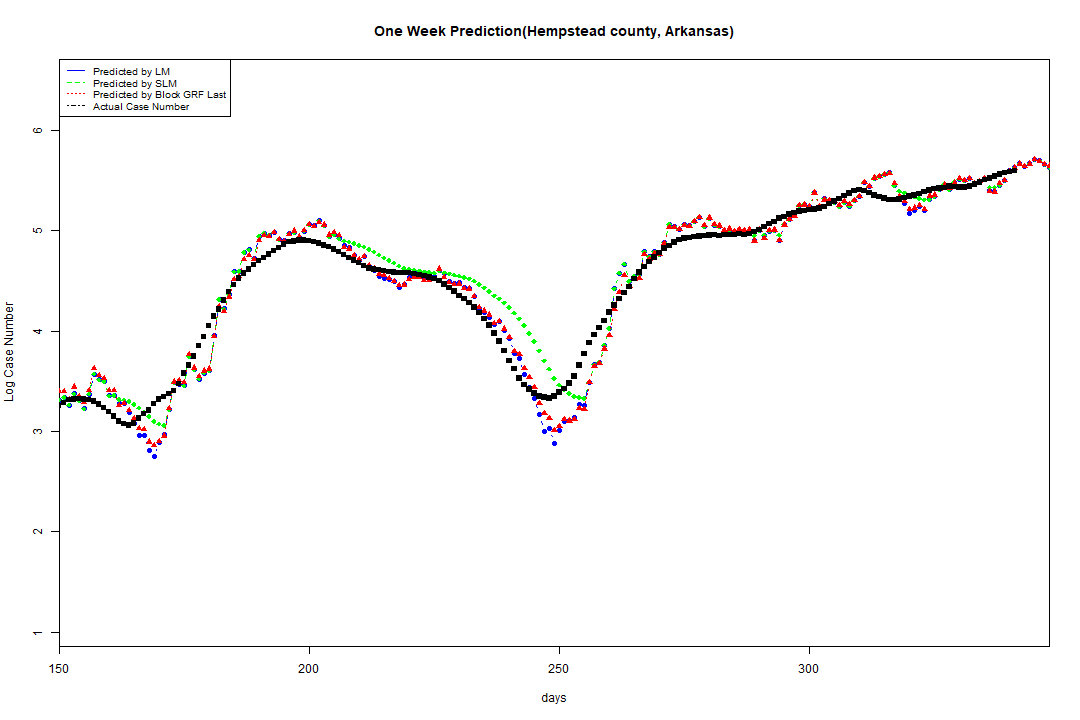 One Week Prediction(Hempstead county, Arkansas)
Predicted by LM
Predicted by SLM
Predicted by Block GRF Last
Actual Case Number
6
5
4
3
2
1
Log Case Number
150 200 250 300
days